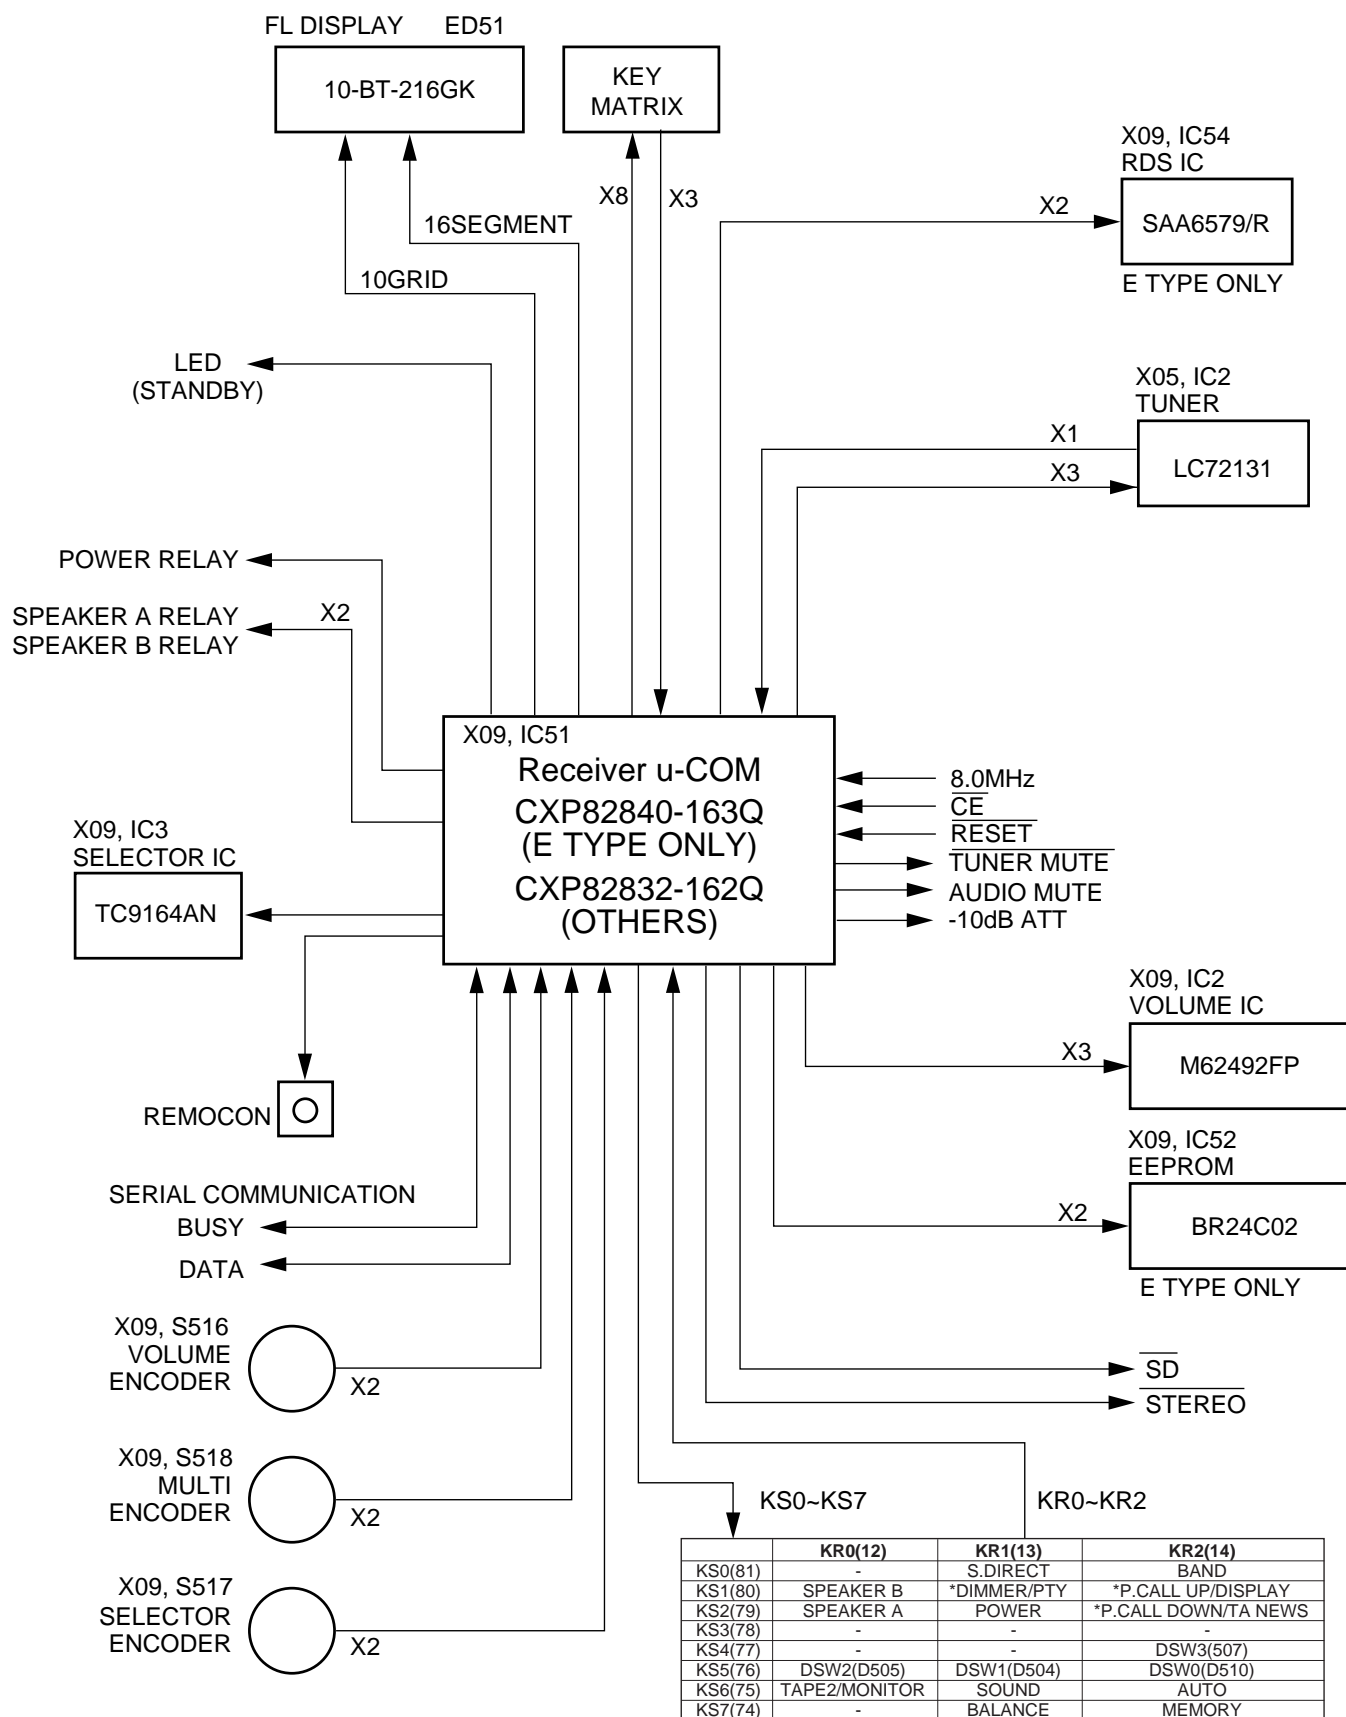 FL DISPLAY ED51
10-BT-216GK
KEY
MATRIX
X09, IC54
RDS IC
SAA6579/R
E TYPE ONLY
X8
X3
X2
16SEGMENT
10GRID
LED
(STANDBY)
X05, IC2
TUNER
LC72131
X1
X3
POWER RELAY
SPEAKER A RELAY
SPEAKER B RELAY
X2
X09, IC51
Receiver u-COM
CXP82840-163Q
(E TYPE ONLY)
CXP82832-162Q
(OTHERS)
8.0MHz
CE
RESET
TUNER MUTE
AUDIO MUTE
-10dB ATT
X09, IC3
SELECTOR IC
TC9164AN
REMOCON
X09, IC2
VOLUME IC
M62492FP
X3
X09, IC52
EEPROM
BR24C02
X2
E TYPE ONLY
SERIAL COMMUNICATION
BUSY
DATA
X09, S516
VOLUME
ENCODER
X2
SD
STEREO
X09, S518
MULTI
ENCODER
X2
X09, S517
SELECTOR
ENCODER
X2
KS0~KS7
KR0~KR2
KR0(12) KR1(13) KR2(14)
KS0(81) - S.DIRECT BAND
KS1(80) SPEAKER B *DIMMER/PTY *P.CALL UP/DISPLAY
KS2(79) SPEAKER A POWER *P.CALL DOWN/TA NEWS
KS3(78) - - -
KS4(77) - - DSW3(507)
KS5(76) DSW2(D505) DSW1(D504) DSW0(D510)
KS6(75) TAPE2/MONITOR SOUND AUTO
KS7(74) - BALANCE MEMORY